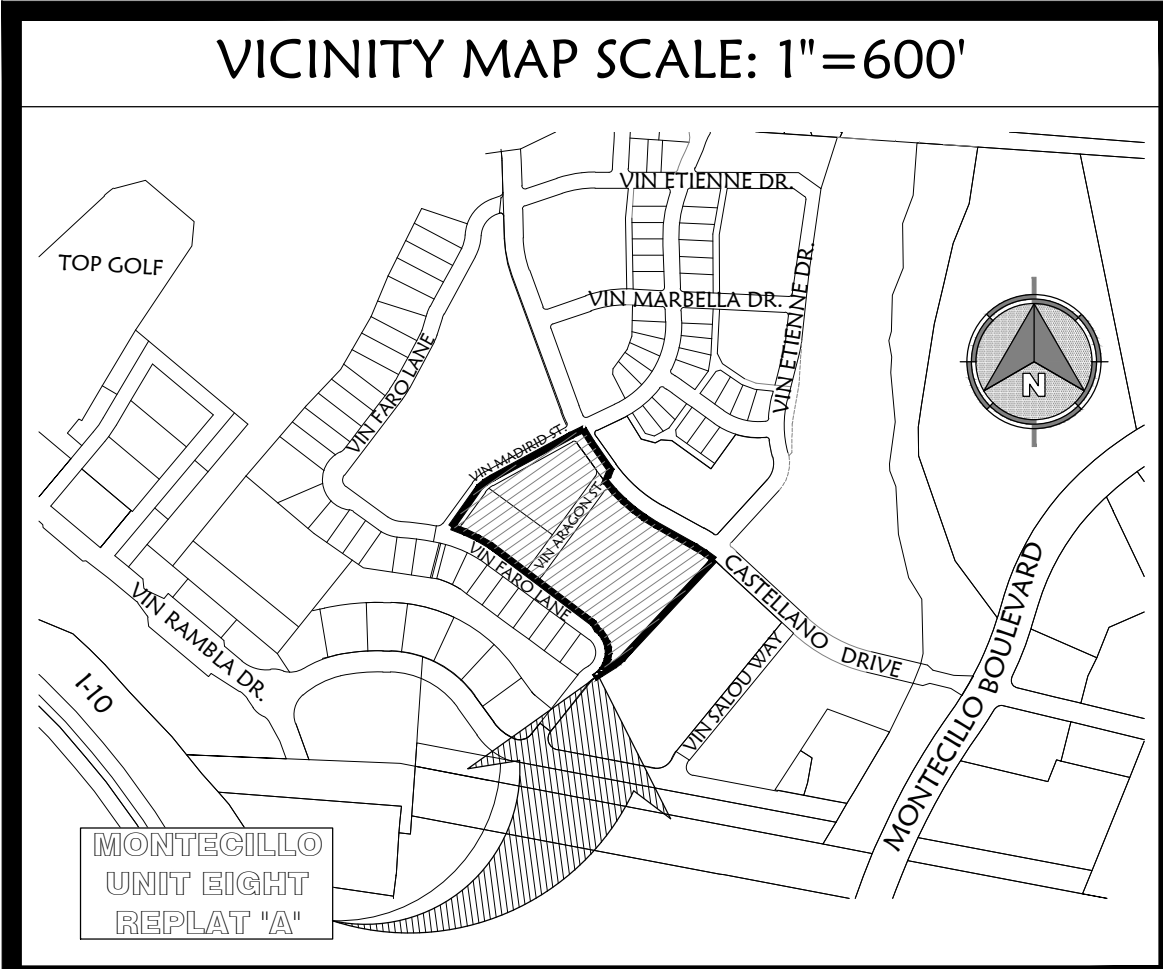 VICINITY MAP SCALE: 1"=600'
VIN ETIENNE DR.
TOP GOLF
VIN ETIENNE DR.
VIN MARBELLA DR.
VIN FARO LANE
N
VIN MADIRID ST.
VIN ARAGON ST.
VIN FARO LANE
CASTELLANO DRIVE
MONTECILLO BOULEVARD
VIN RAMBLA DR.
VIN SALOU WAY
I-10
MONTECILLO
UNIT EIGHT
REPLAT "A"